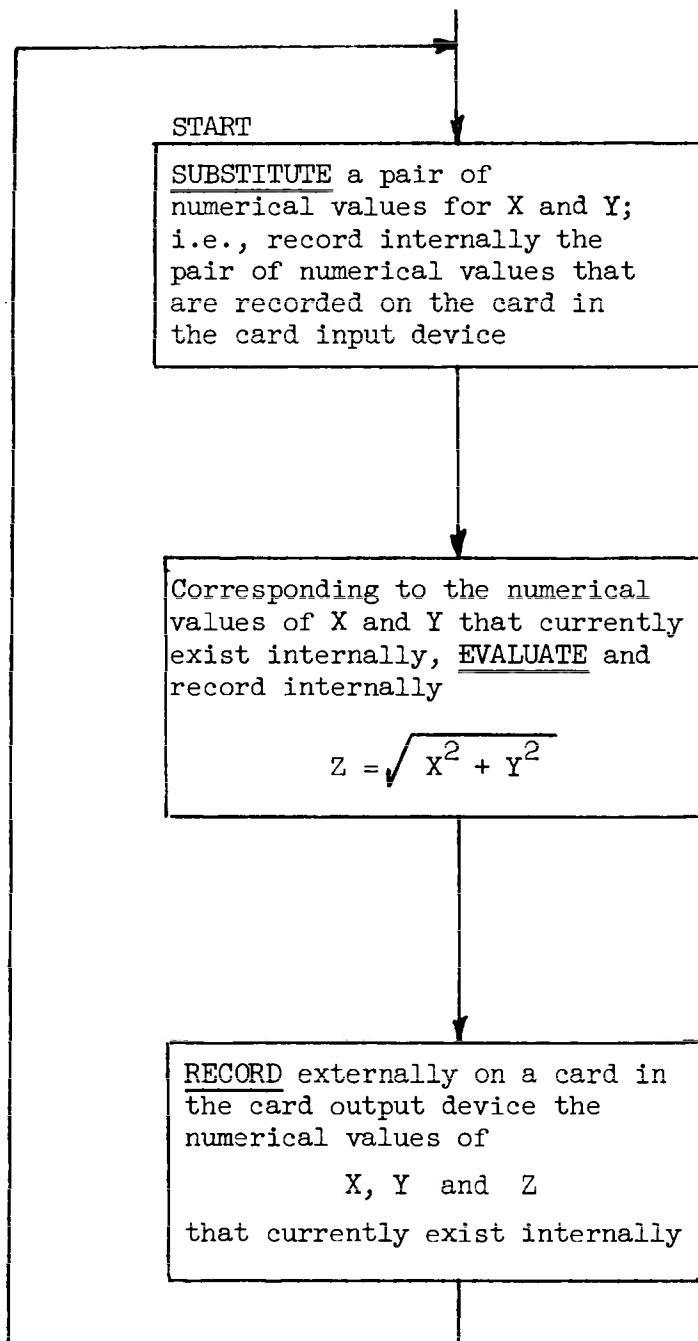 START
SUBSTITUTE a pair of
numerical values for X and Y;
i.e., record internally the
pair of numerical values that
are recorded on the card in
the card input device
Corresponding to the numerical
values of X and Y that currently
exist internally, EVALUATE and
record internally
Z = √ X² + Y²
RECORD externally on a card in
the card output device the
numerical values of
X, Y and Z
that currently exist internally